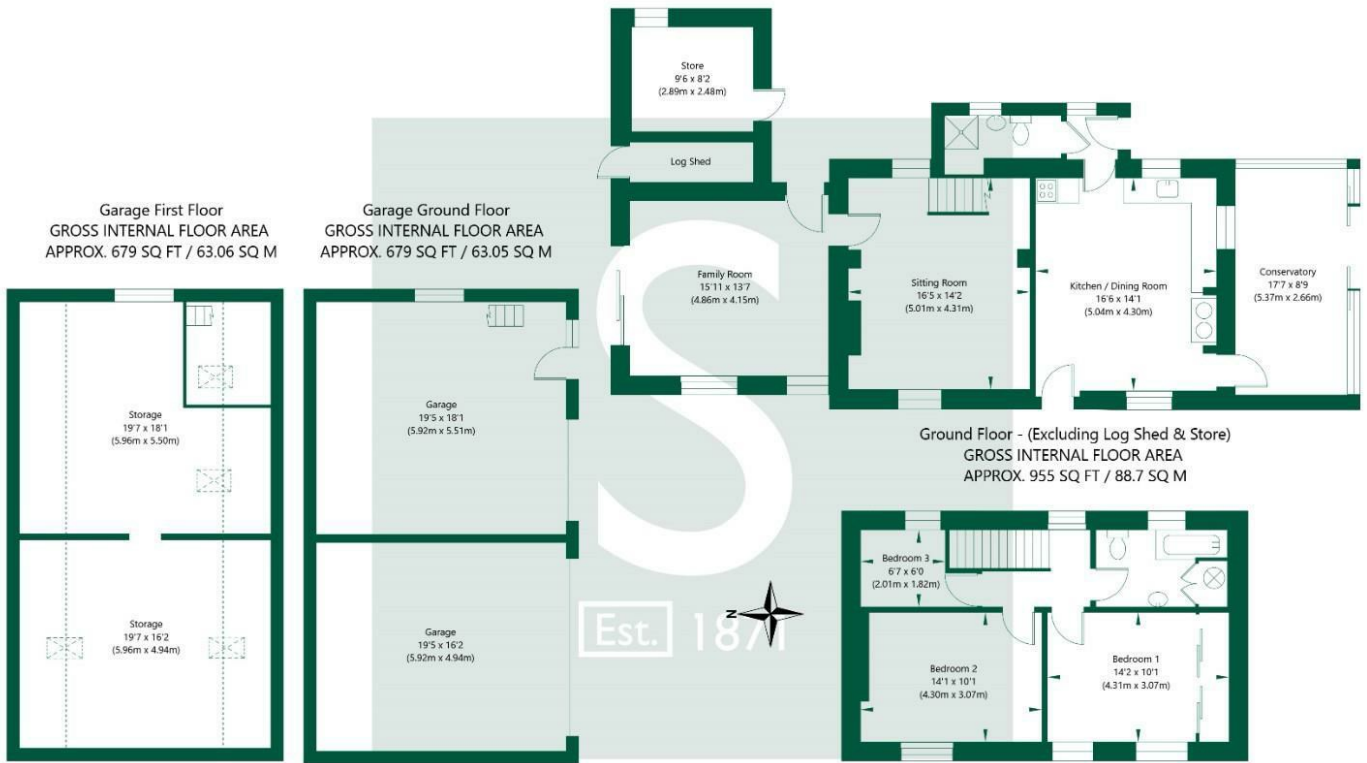 Store
9'6 x 8'2
(2.89m x 2.48m)
Log Shed
Garage First Floor
GROSS INTERNAL FLOOR AREA
APPROX. 679 SQ FT / 63.06 SQ M
Garage Ground Floor
GROSS INTERNAL FLOOR AREA
APPROX. 679 SQ FT / 63.05 SQ M
Family Room
15'11 x 13'7
(4.86m x 4.15m)
Sitting Room
16'5 x 14'2
(5.01m x 4.31m)
Kitchen / Dining Room
16'6 x 14'1
(5.04m x 4.30m)
Conservatory
17'7 x 8'9
(5.37m x 2.66m)
Storage
19'7 x 18'1
(5.96m x 5.50m)
Garage
19'5 x 18'1
(5.92m x 5.51m)
Ground Floor - (Excluding Log Shed & Store)
GROSS INTERNAL FLOOR AREA
APPROX. 955 SQ FT / 88.7 SQ M
S
Est. 1871
N
Storage
19'7 x 16'2
(5.96m x 4.94m)
Garage
19'5 x 16'2
(5.92m x 4.94m)
Bedroom 3
6'7 x 6'0
(2.01m x 1.82m)
Bedroom 2
14'1 x 10'1
(4.30m x 3.07m)
Bedroom 1
14'2 x 10'1
(4.31m x 3.07m)